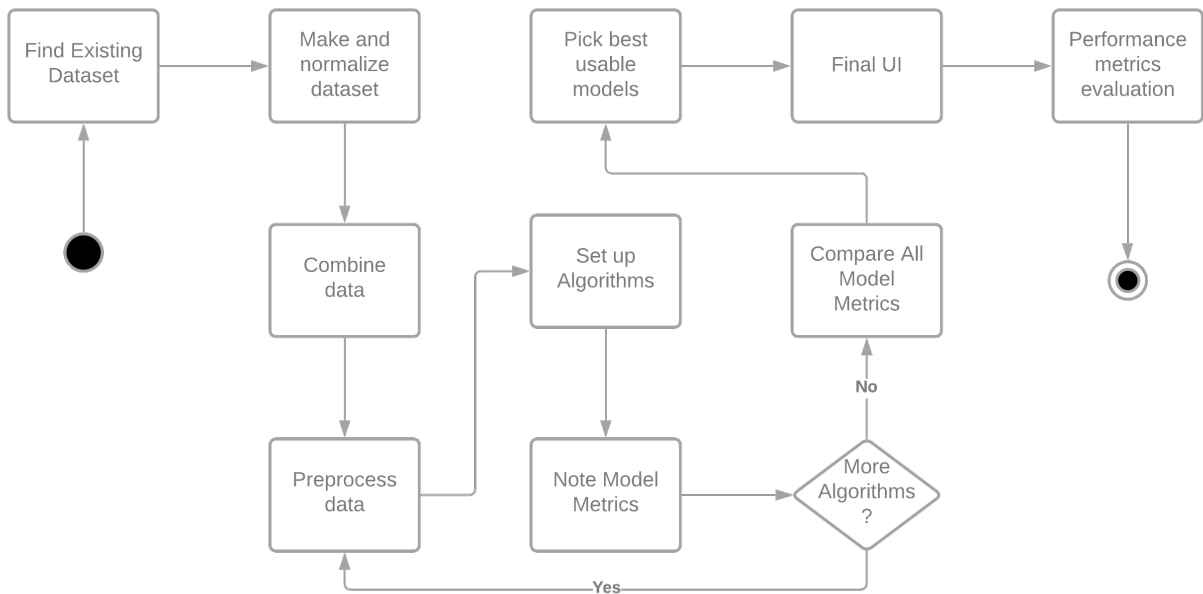 Find Existing
Dataset
Make and
normalize
dataset
Combine
data
Preprocess
data
Set up
Algorithms
Note Model
Metrics
More
Algorithms
?
Yes
No
Compare All
Model
Metrics
Pick best
usable
models
Final UI
Performance
metrics
evaluation